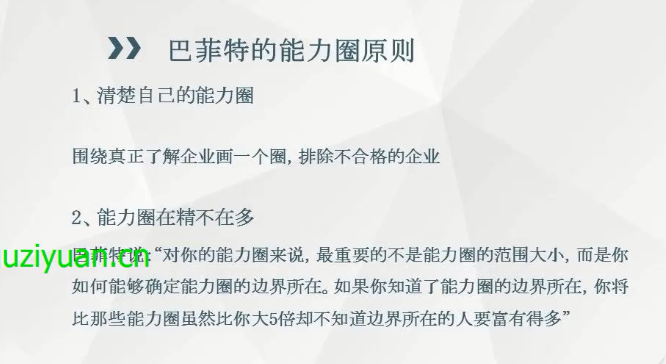 巴菲特的能力圈原则
1、清楚自己的能力圈
围绕真正了解企业画一个圈, 排除不合格的企业
2、能力圈在精不在多
巴菲特说:“对你的能力圈来说, 最重要的不是能力圈的范围大小, 而是你
uziyuan.cn
如何能够确定能力圈的边界所在。如果你知道了能力圈的边界所在, 你将
比那些能力圈虽然比你大5倍却不知道边界所在的人要富有得多”